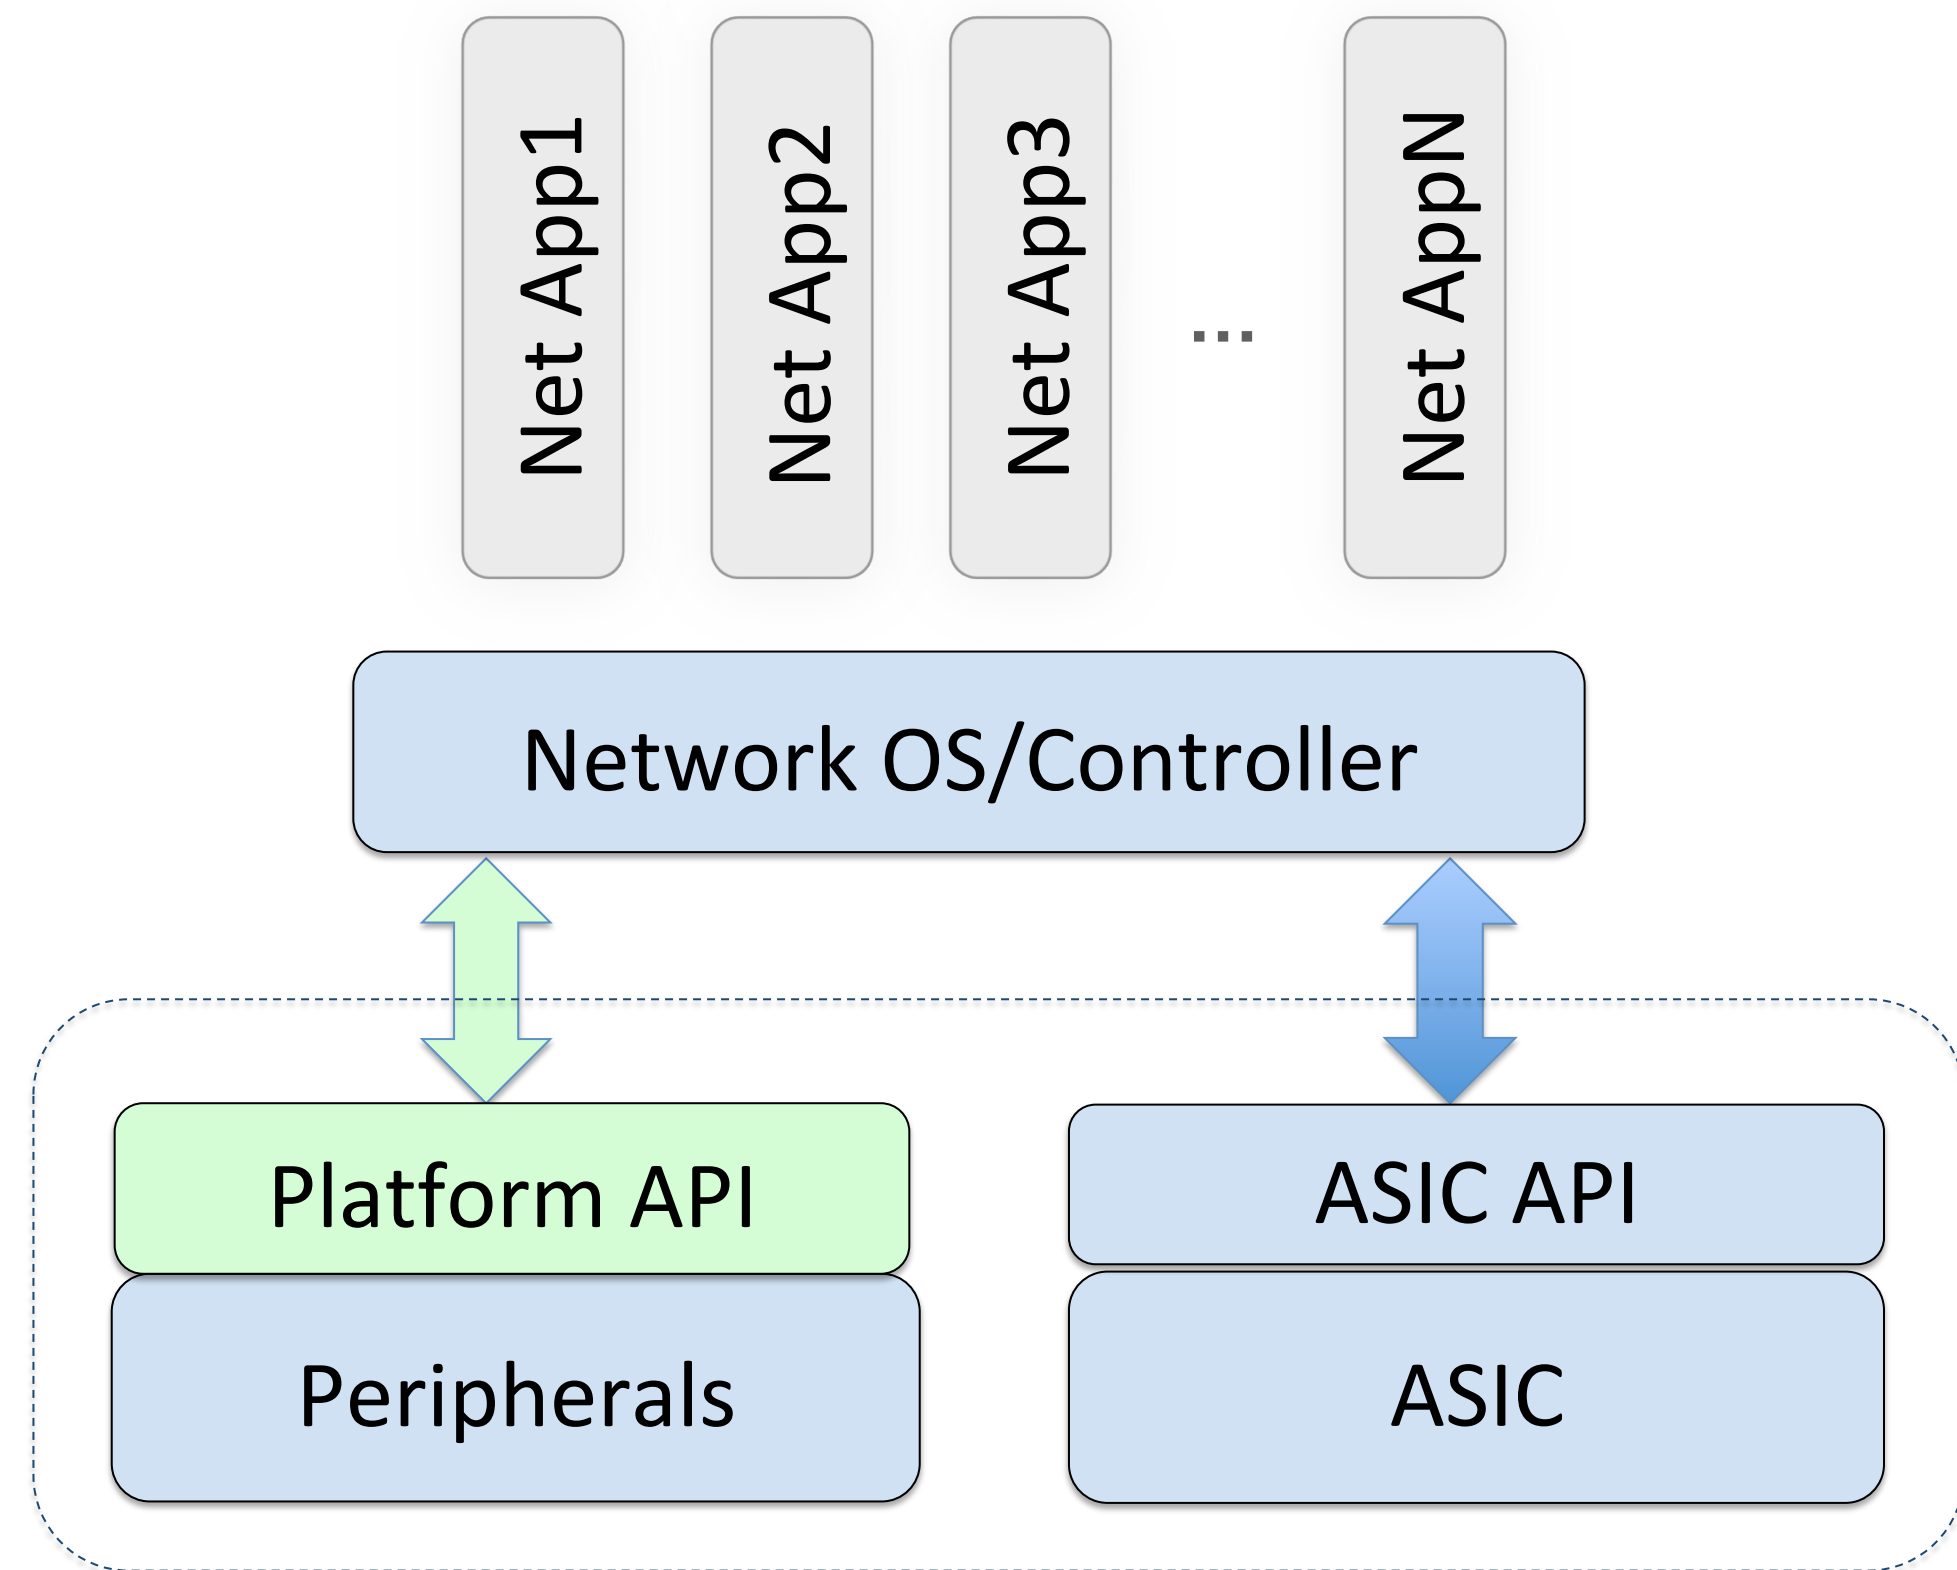 Net App1
Net App2
Net App3
...
Net AppN
Network OS/Controller
Platform API
ASIC API
Peripherals
ASIC